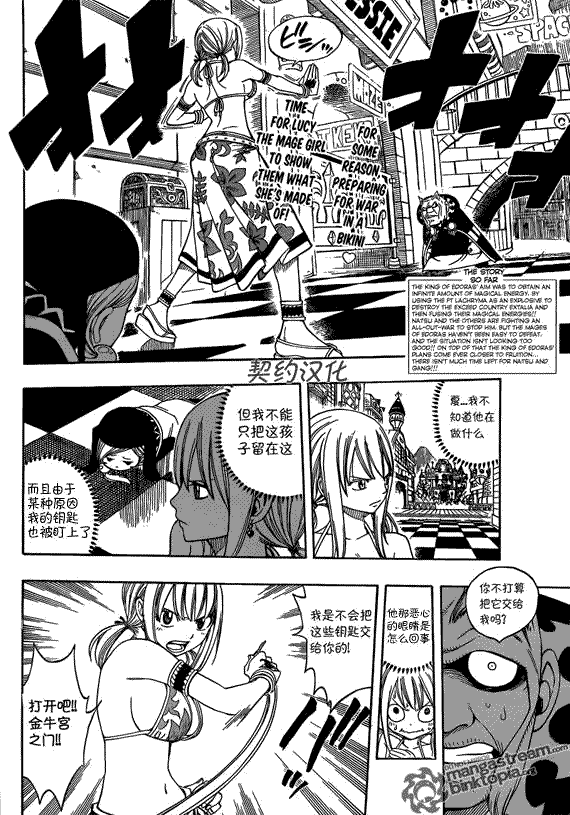 ESSTE
SPACE
ビシッ
TIME
FOR LUCY
THE MAGE GIRL
TO SHOW
THEM WHAT
SHE'S MADE
OF!
FOR
SOME
REASON
PREPARING
FOR WAR
IN A
BIKINI
THE STORY
SO FAR
THE KING OF EDORAS' AIM WAS TO OBTAIN AN
INFINITE AMOUNT OF MAGICAL ENERGY. BY
USING THE FT LACHRYMA AS AN EXPLOSIVE TO
DESTROY THE EXCEED COUNTRY EXTALIA AND
THEN FUSING THEIR MAGICAL ENERGIES!!
NATSU AND THE OTHERS ARE FIGHTING AN
ALL-OUT-WAR TO STOP HIM. BUT THE MAGES
OF EDORAS HAVEN'T BEEN EASY TO DEFEAT,
AND THE SITUATION ISN'T LOOKING TOO
GOOD!! ON TOP OF THAT THE KING OF EDORAS'
PLANS COME EVER CLOSER TO FRUITION...
THERE ISN'T MUCH TIME LEFT FOR NATSU AND
GANG!!!
契约汉化
夏...我不
知道他在
做什么
但我不能
只把这孩
子留在这
而且由于
某种原因
我的钥匙
也被盯上了
你不打算
把它交给
我吗?
他那恶心
的眼睛是
怎么回事
我是不会把
这些钥匙交
给你的!
打开吧!!
金牛宫
之门!!
mangastream.com
binktopia.org